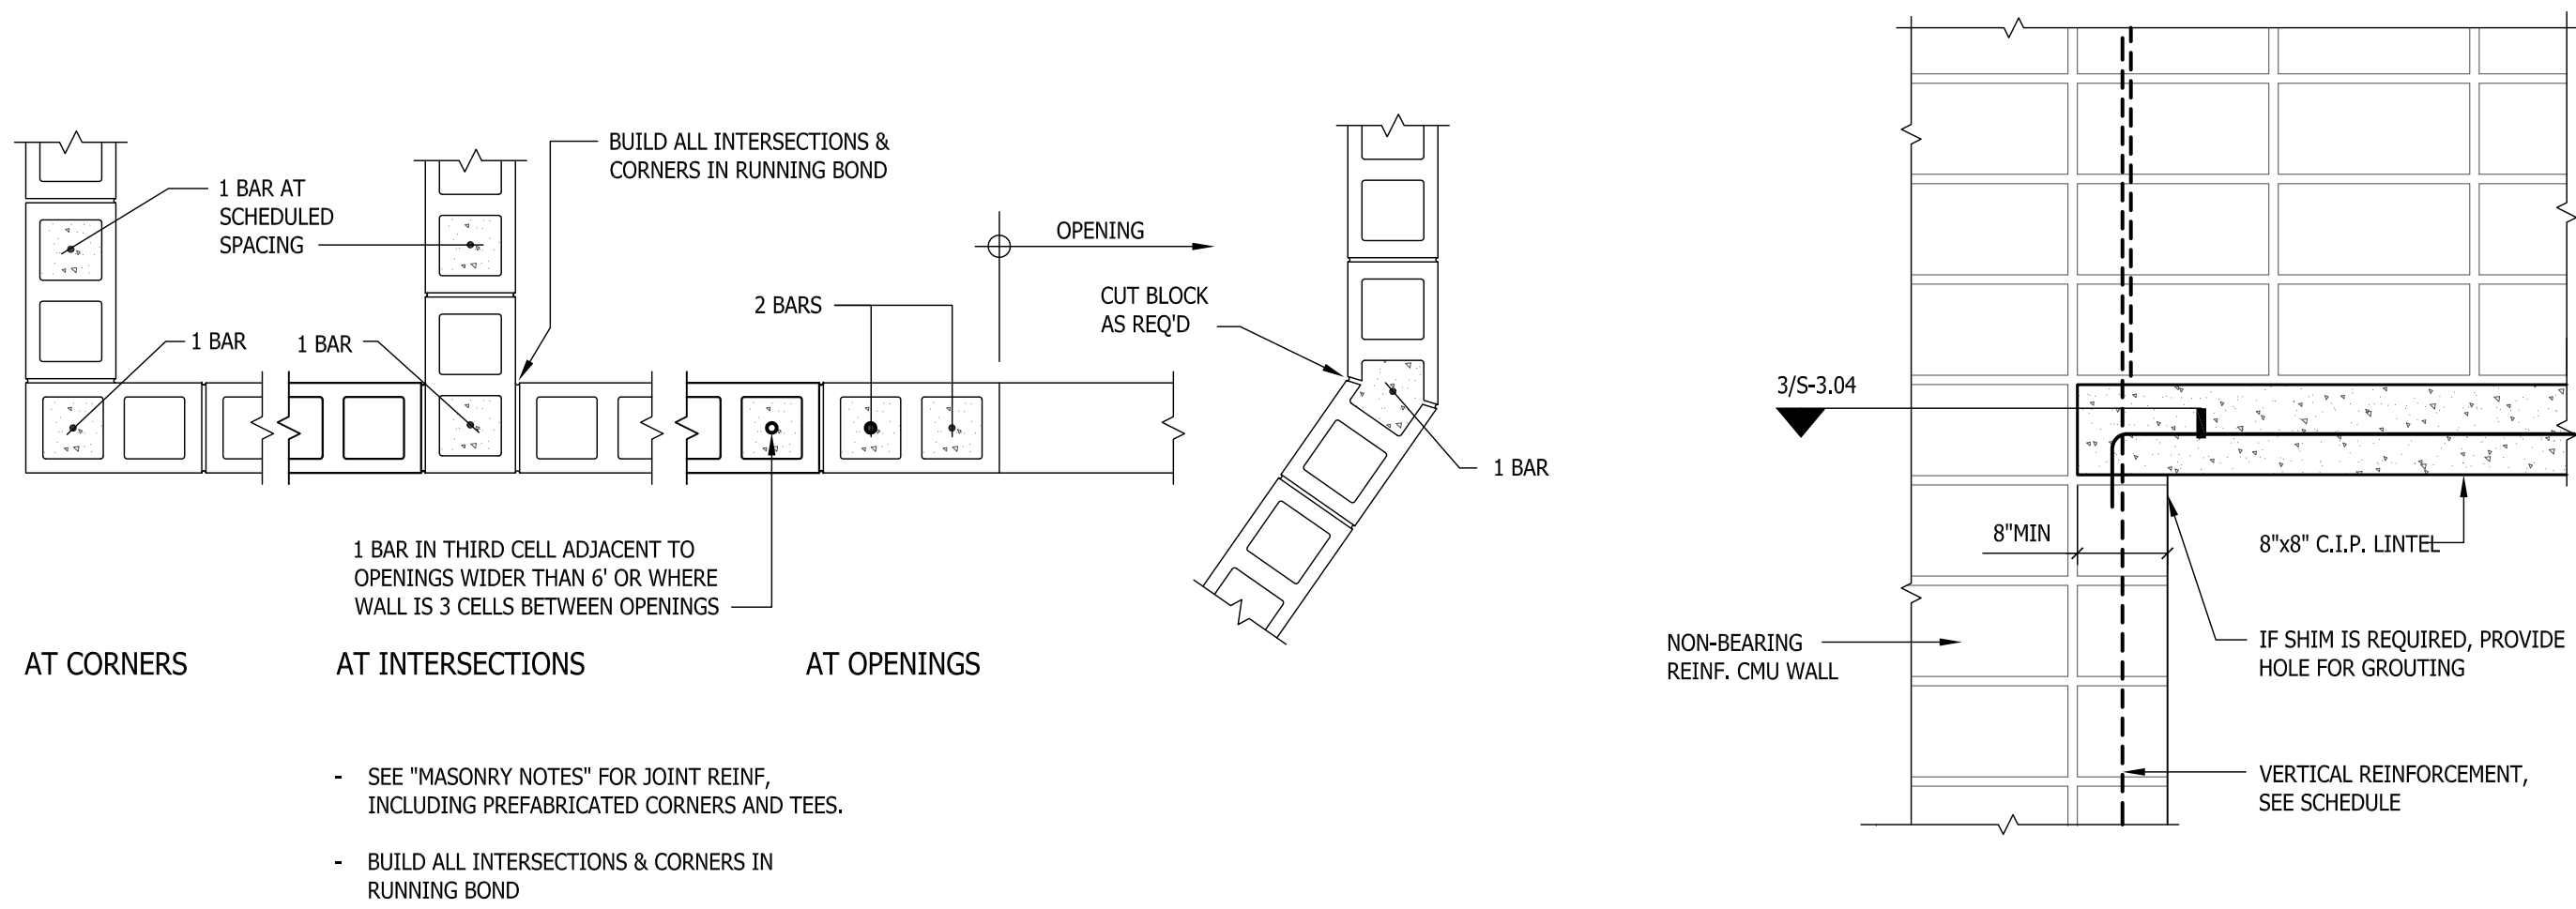 1 BAR AT
SCHEDULED
SPACING
1 BAR
1 BAR
BUILD ALL INTERSECTIONS &
CORNERS IN RUNNING BOND
2 BARS
OPENING
CUT BLOCK
AS REQ'D
1 BAR
1 BAR IN THIRD CELL ADJACENT TO
OPENINGS WIDER THAN 6' OR WHERE
WALL IS 3 CELLS BETWEEN OPENINGS
AT CORNERS
AT INTERSECTIONS
AT OPENINGS
- SEE "MASONRY NOTES" FOR JOINT REINF,
INCLUDING PREFABRICATED CORNERS AND TEES.
- BUILD ALL INTERSECTIONS & CORNERS IN
RUNNING BOND
3/S-3.04
8"MIN
8"x8" C.I.P. LINTEL
NON-BEARING
REINF. CMU WALL
IF SHIM IS REQUIRED, PROVIDE
HOLE FOR GROUTING
VERTICAL REINFORCEMENT,
SEE SCHEDULE